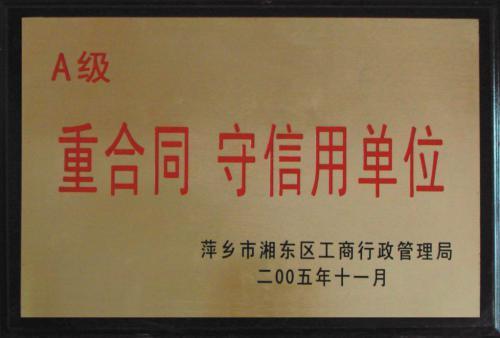 A级
重合同 守信用单位
萍乡市湘东区工商行政管理局
二00五年十一月